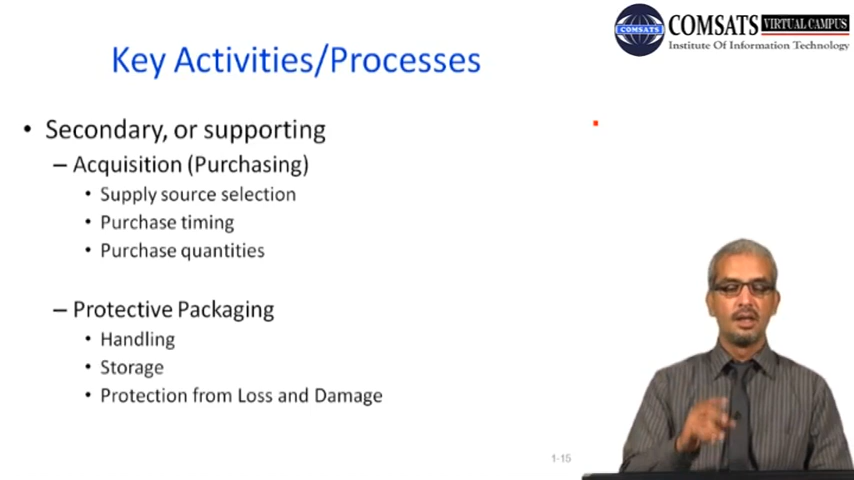 COMSATS VIRTUAL CAMPUS
COMSATS
Institute Of Information Technology
Key Activities/Processes
• Secondary, or supporting
– Acquisition (Purchasing)
• Supply source selection
• Purchase timing
• Purchase quantities
– Protective Packaging
• Handling
• Storage
• Protection from Loss and Damage
1-15